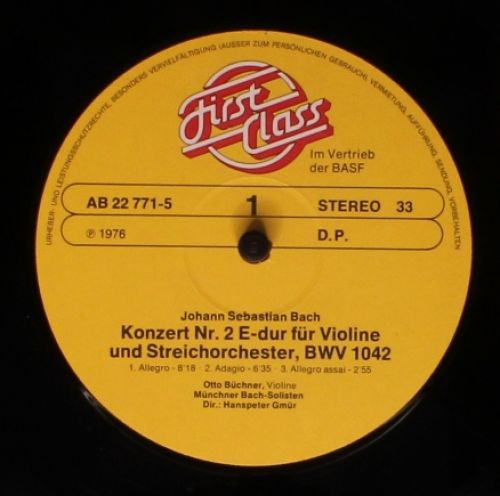 URHEBER- UND LEISTUNGSSCHUTZRECHTE, BESONDERS VERVIELFÄLTIGUNG (AUSSER ZUM PERSÖNLICHEN GEBRAUCH), VERMIETUNG, AUFFÜHRUNG, SENDUNG, VORBEHALTEN
First
Class
Im Vertrieb
der BASF
AB 22 771-5 1 STEREO 33
℗ 1976 D.P.
Johann Sebastian Bach
Konzert Nr. 2 E-dur für Violine
und Streichorchester, BWV 1042
1. Allegro - 8'18 · 2. Adagio - 6'35 · 3. Allegro assai - 2'55
Otto Büchner, Violine
Münchner Bach-Solisten
Dir.: Hanspeter Gmür